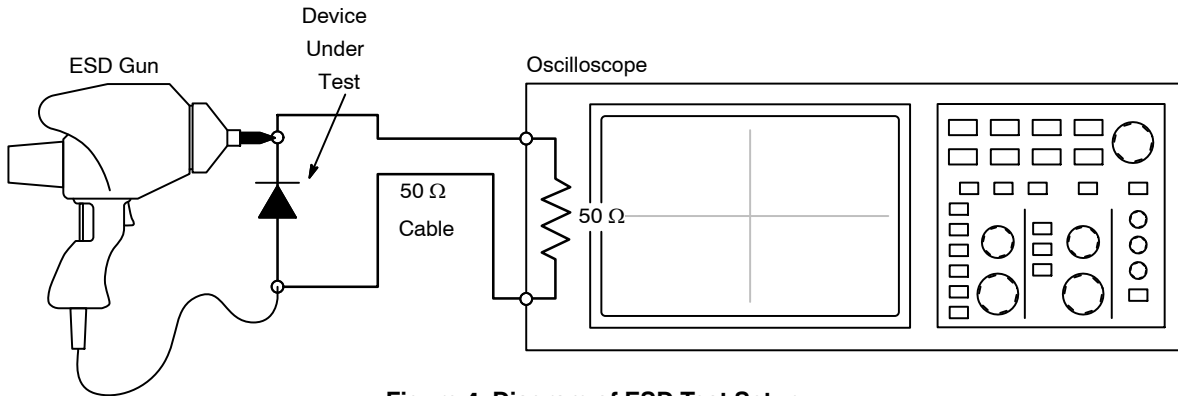 Device
Under
Test
ESD Gun
Oscilloscope
50 Ω
Cable
50 Ω